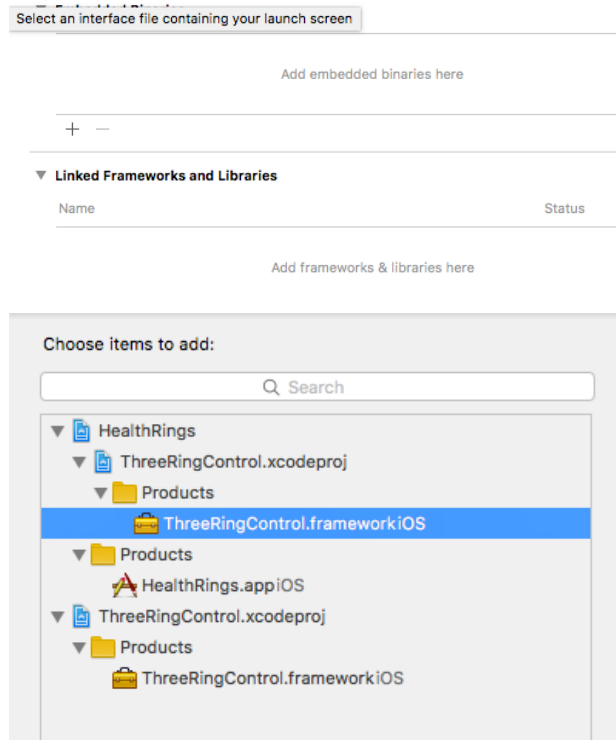 Select an interface file containing your launch screen
Add embedded binaries here
Linked Frameworks and Libraries
Name Status
Add frameworks & libraries here
Choose items to add:
Search
HealthRings
ThreeRingControl.xcodeproj
Products
ThreeRingControl.frameworkiOS
Products
HealthRings.appiOS
ThreeRingControl.xcodeproj
Products
ThreeRingControl.frameworkiOS